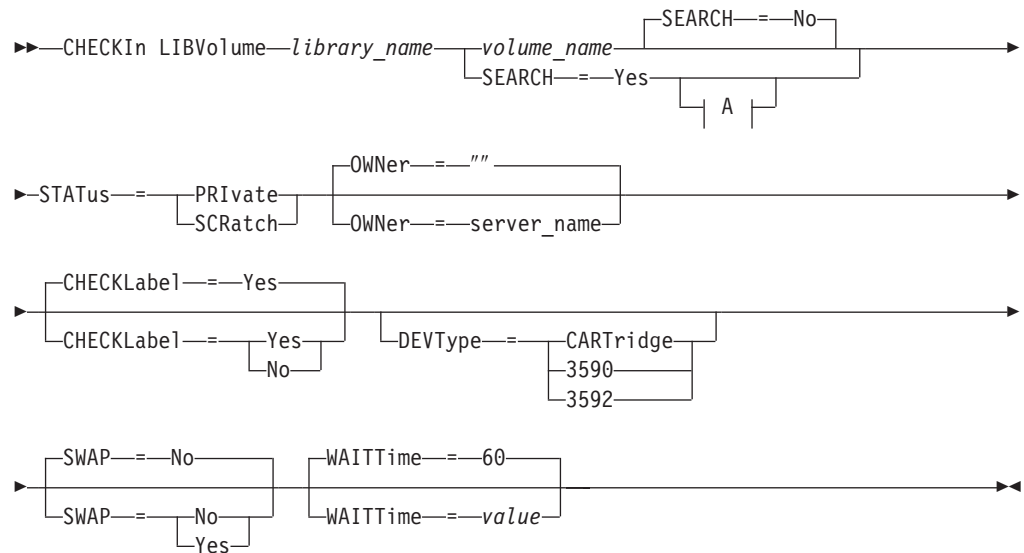 SEARCH = No
CHECKIn LIBVolume library_name volume_name
SEARCH = Yes
A
OWNer = ""
STATus = PRIvate
SCRatch
OWNer = server_name
CHECKLabel = Yes
CHECKLabel = Yes
No
DEVType = CARTridge
3590
3592
SWAP = No
WAITTime = 60
SWAP = No
Yes
WAITTime = value